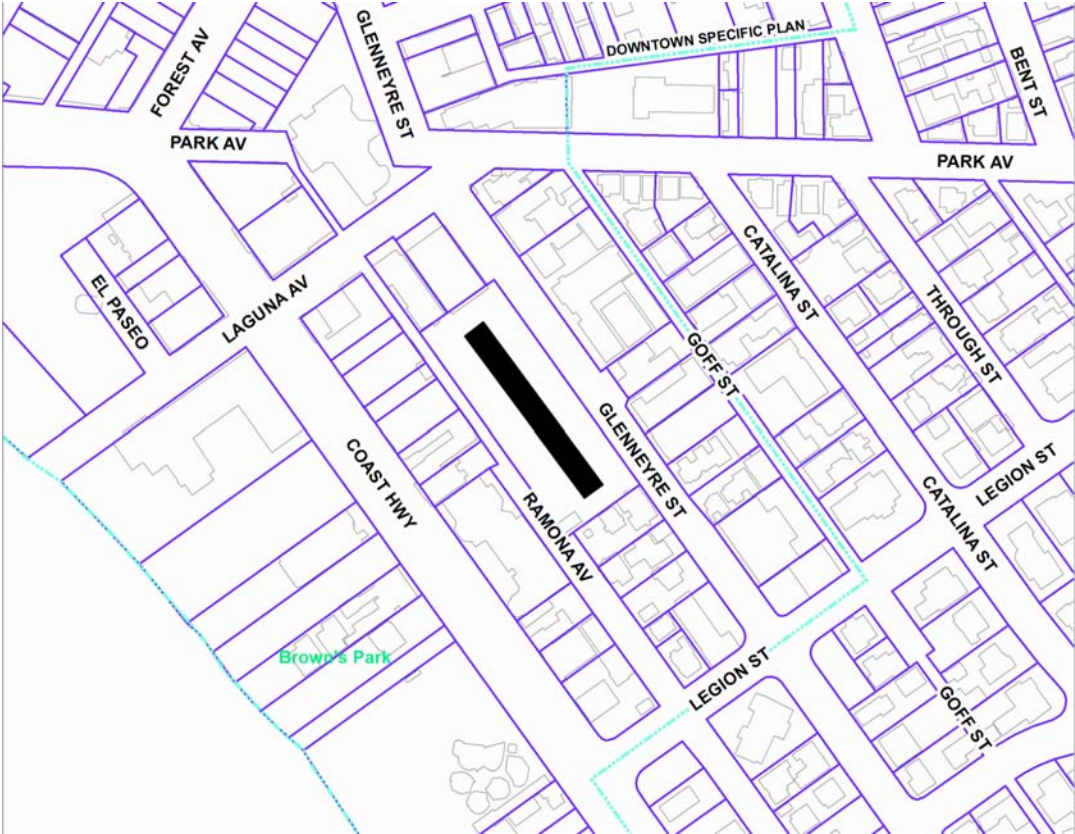 DOWNTOWN SPECIFIC PLAN
FOREST AV
GLENNEYRE ST
BENT ST
PARK AV
PARK AV
EL PASEO
LAGUNA AV
CATALINA ST
THROUGH ST
GOFF ST
COAST HWY
GLENNEYRE ST
RAMONA AV
LEGION ST
CATALINA ST
Brown's Park
LEGION ST
GOFF ST